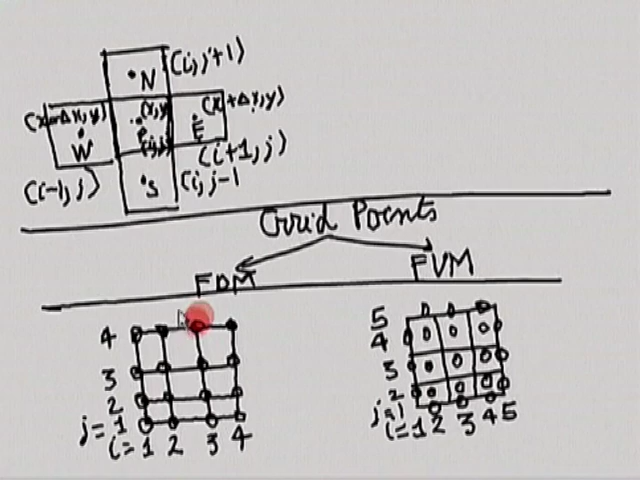 N (i, j+1)
(x-Δx, y) (x, y) (x+Δx, y)
W P (i,j) E
(i+1, j)
(i-1, j) S (i, j-1
Grid Points
FDM FVM
5
4 4
3 3
2 2
j=1 j=1
i=1 2 3 4 i=1 2 3 4 5